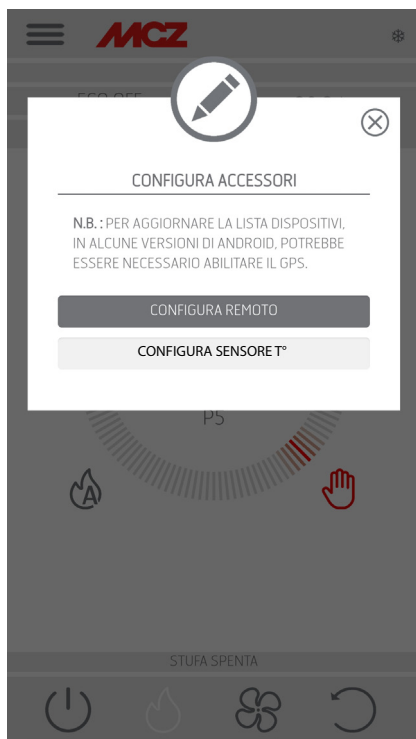 MCZ
CONFIGURA ACCESSORI
N.B. : PER AGGIORNARE LA LISTA DISPOSITIVI,
IN ALCUNE VERSIONI DI ANDROID, POTREBBE
ESSERE NECESSARIO ABILITARE IL GPS.
CONFIGURA REMOTO
CONFIGURA SENSORE T°
P5
A
STUFA SPENTA